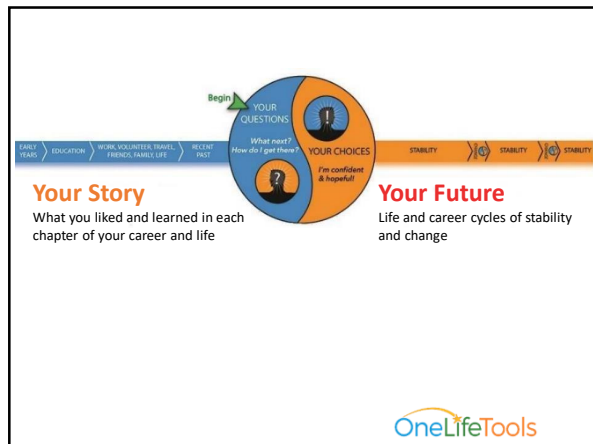 Begin
YOUR
QUESTIONS
What next?
How do I get there?
?
!
YOUR CHOICES
I'm confident
& hopeful!
EARLY
YEARS
EDUCATION
WORK, VOLUNTEER, TRAVEL,
FRIENDS, FAMILY, LIFE
RECENT
PAST
STABILITY
STABILITY
STABILITY
Your Story
What you liked and learned in each
chapter of your career and life
Your Future
Life and career cycles of stability
and change
OneLifeTools